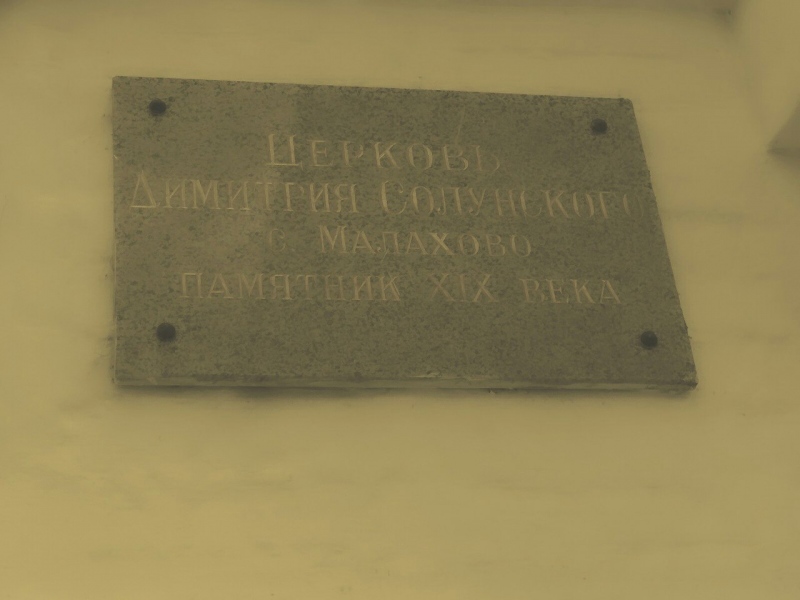 Церковь
Димитрия Солунского
с. Малахово
памятник XIX века